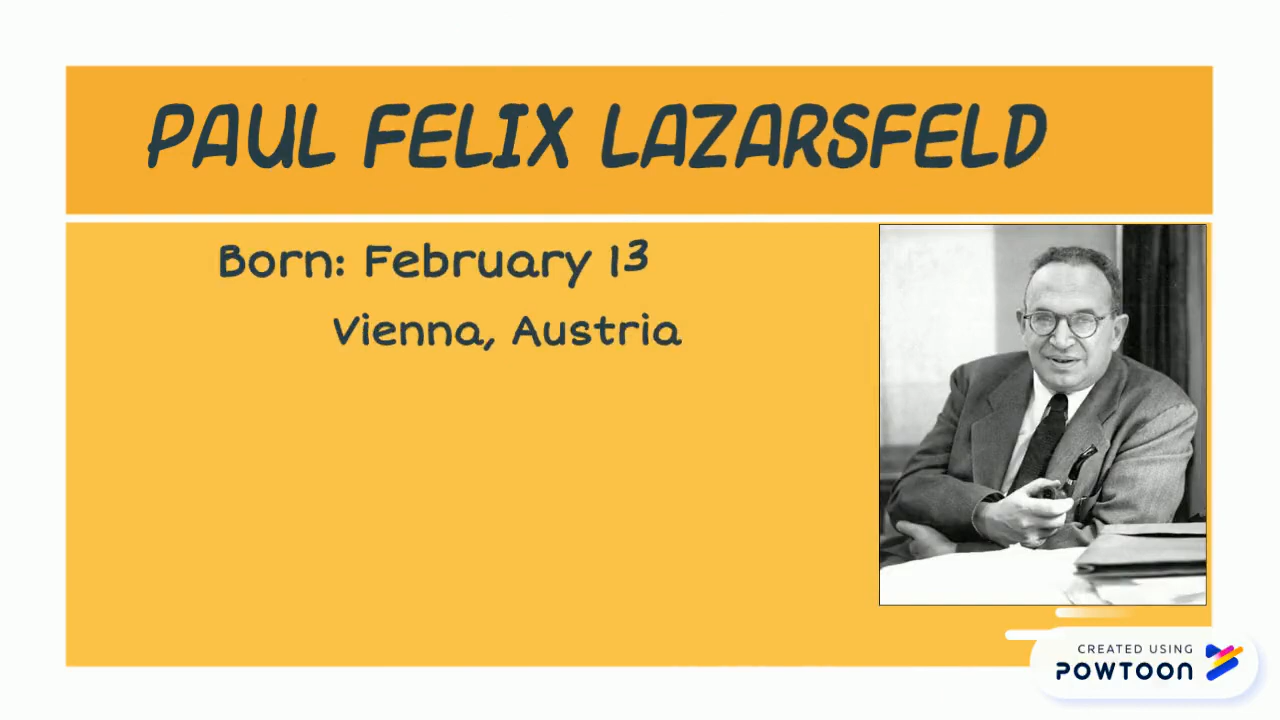 PAUL FELIX LAZARSFELD
Born: February 13
Vienna, Austria
CREATED USING
POWTOON